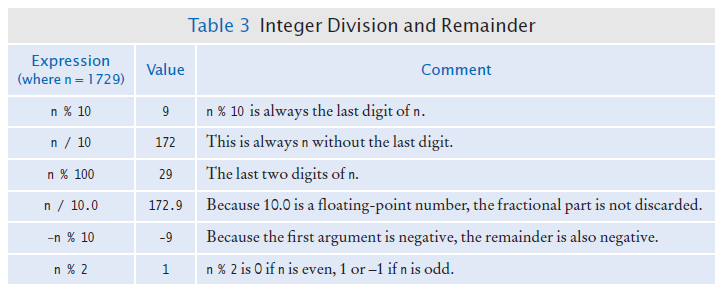 Table 3 Integer Division and Remainder
Expression
(where n = 1729) Value Comment
n % 10 9 n % 10 is always the last digit of n.
n / 10 172 This is always n without the last digit.
n % 100 29 The last two digits of n.
n / 10.0 172.9 Because 10.0 is a floating-point number, the fractional part is not discarded.
-n % 10 -9 Because the first argument is negative, the remainder is also negative.
n % 2 1 n % 2 is 0 if n is even, 1 or –1 if n is odd.